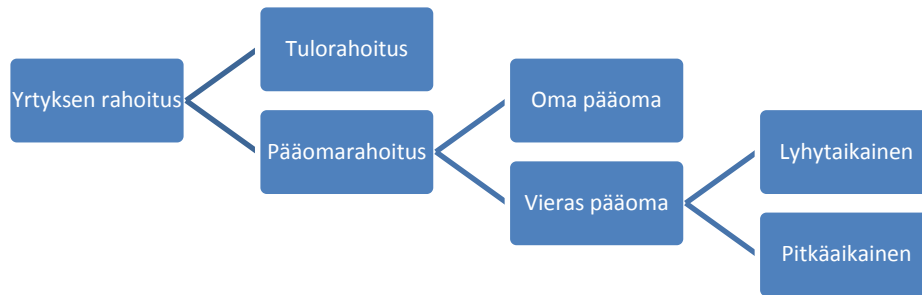 Yrtyksen rahoitus
Tulorahoitus
Pääomarahoitus
Oma pääoma
Vieras pääoma
Lyhytaikainen
Pitkäaikainen